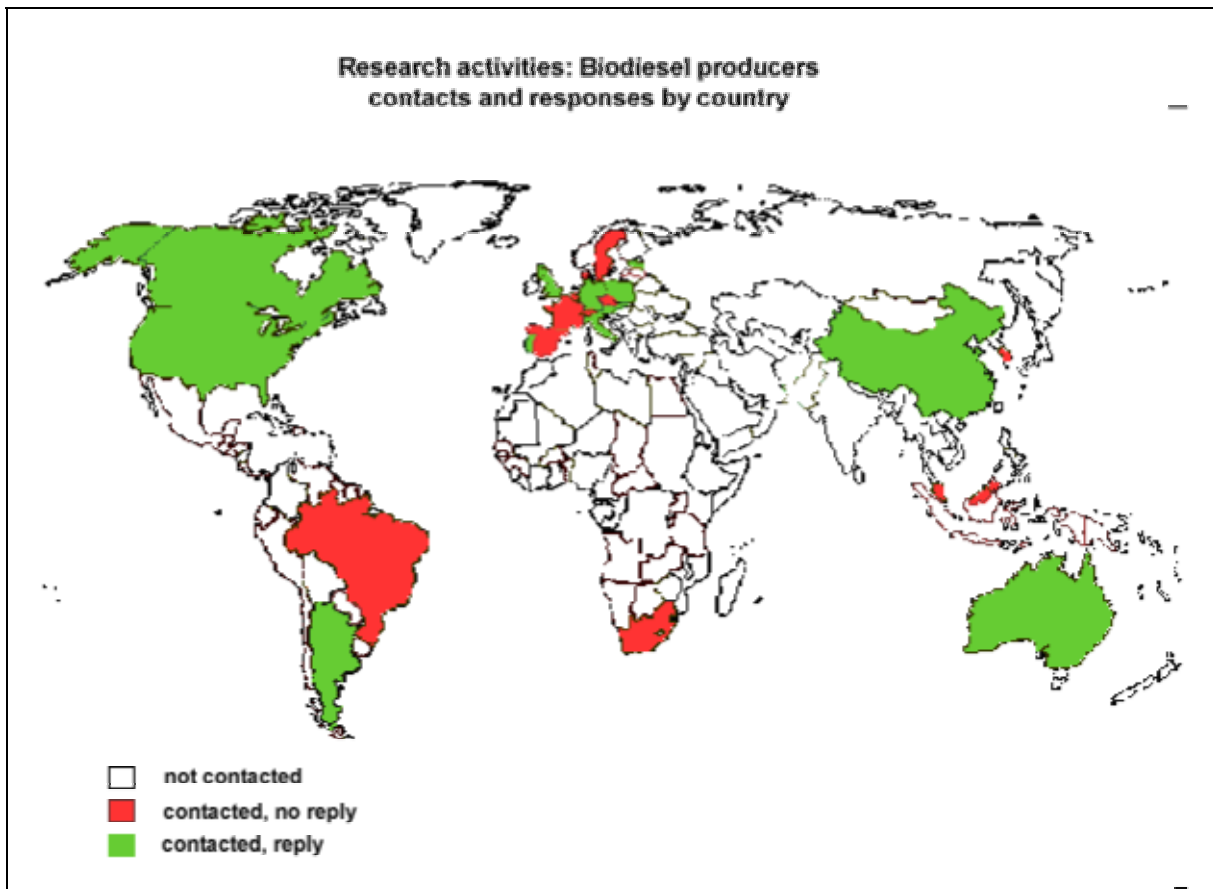 Research activities: Biodiesel producers
contacts and responses by country
not contacted
contacted, no reply
contacted, reply